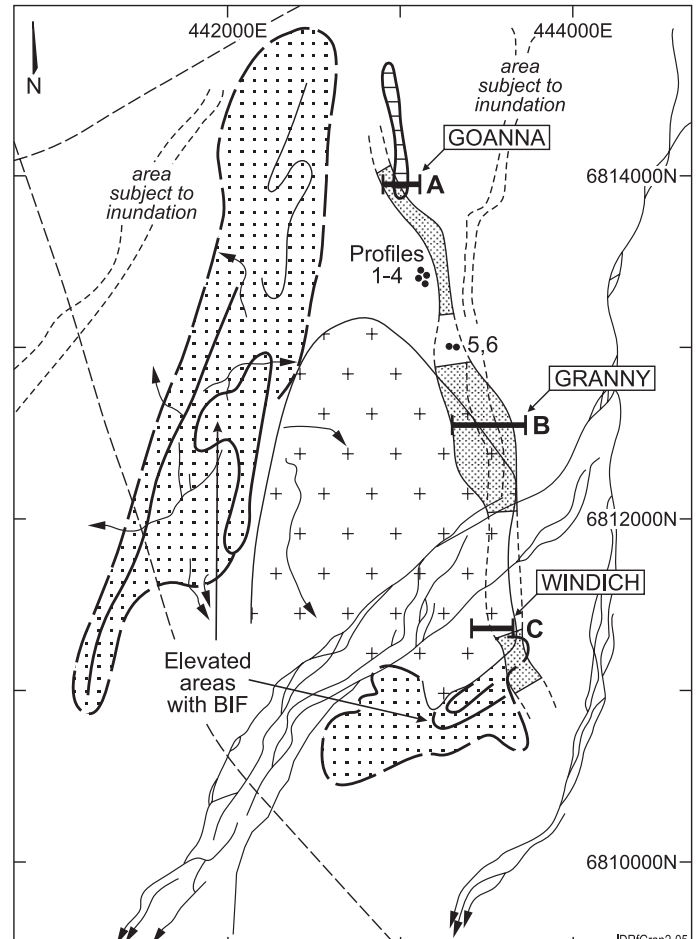 442000E
444000E
N
area
subject to
inundation
GOANNA
area
subject to
inundation
A
6814000N
Profiles
1-4
5,6
GRANNY
B
6812000N
WINDICH
C
Elevated
areas
with BIF
6810000N